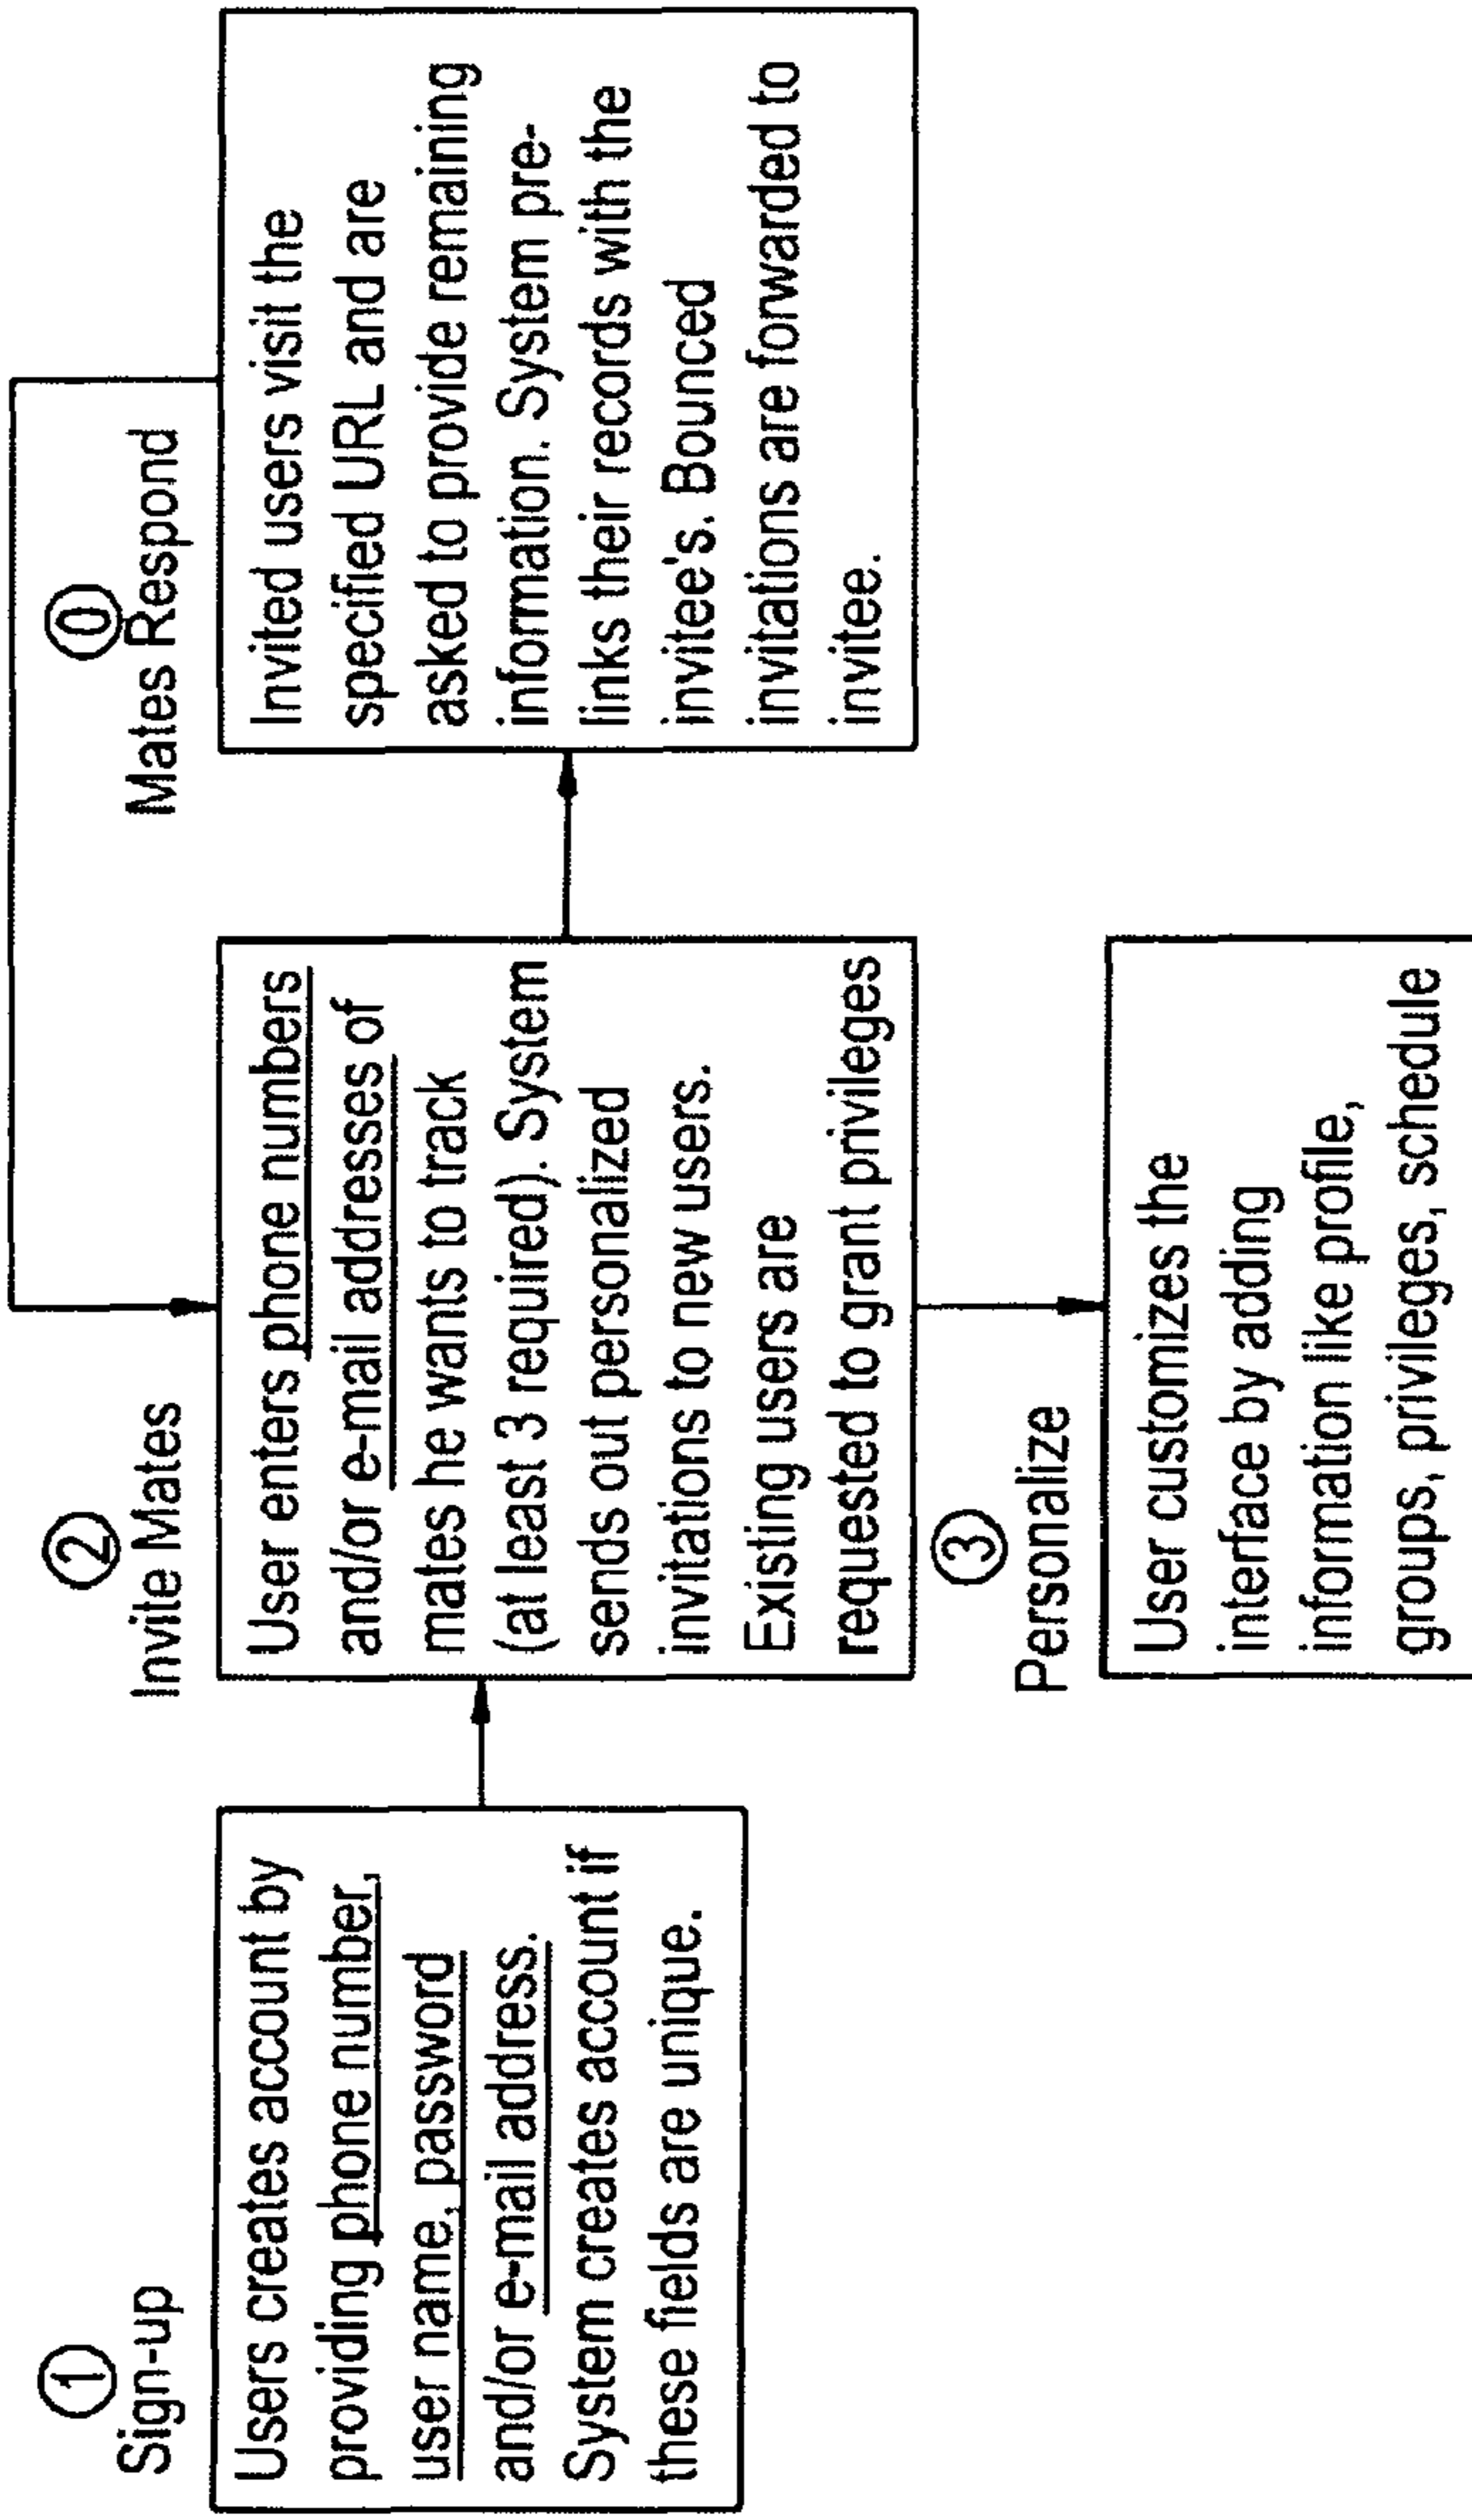 ①
Sign-up
Users creates account by
providing phone number,
user name, password
and/or e-mail address.
System creates account if
these fields are unique.
②
Invite Mates
User enters phone numbers
and/or e-mail addresses of
mates he wants to track
(at least 3 required). System
sends out personalized
invitations to new users.
Existing users are
requested to grant privileges
⓪
Mates Respond
Invited users visit the
specified URL and are
asked to provide remaining
information. System pre-
links their records with the
invitee's. Bounced
invitations are forwarded to
invitee.
③
Personalize
User customizes the
interface by adding
information like profile,
groups, privileges, schedule